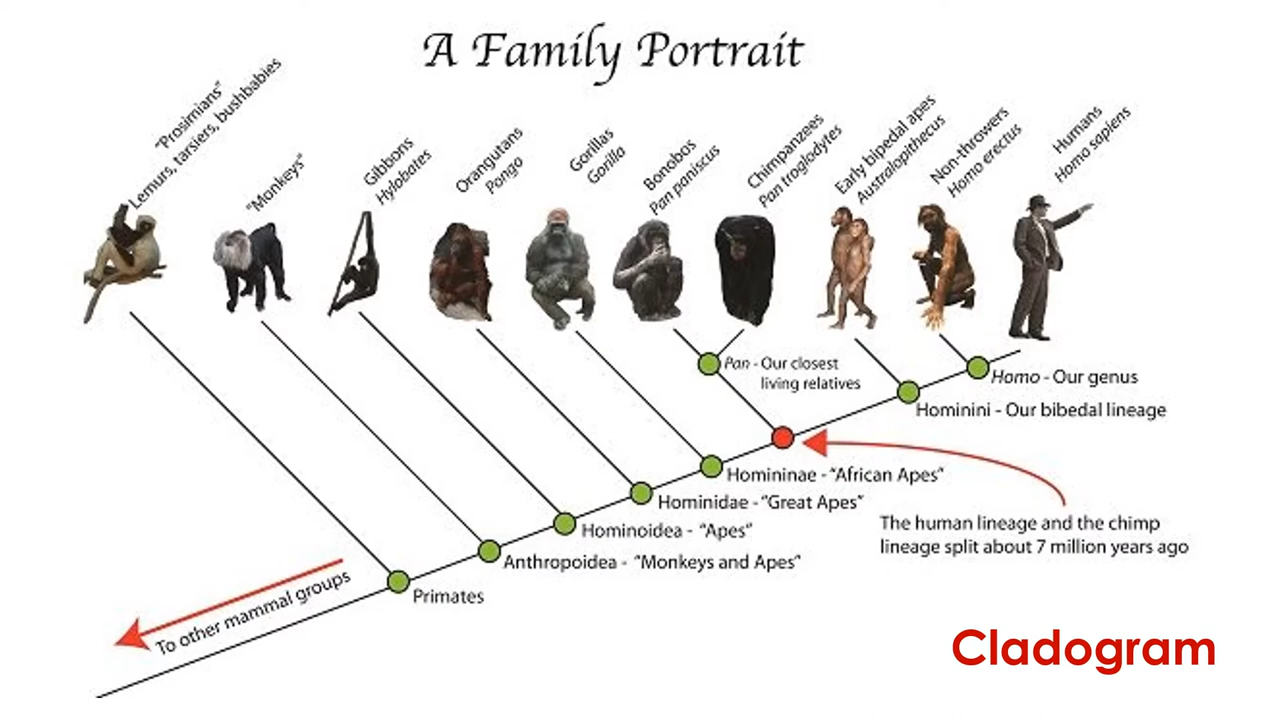 A Family Portrait
"Prosimians"
Lemurs, tarsiers, bushbabies
"Monkeys"
Gibbons
Hylobates
Orangutans
Pongo
Gorillas
Gorilla
Bonobos
Pan paniscus
Chimpanzees
Pan troglodytes
Early bipedal apes
Australopithecus
Non-throwers
Homo erectus
Humans
Homo sapiens
Pan - Our closest
living relatives
Homo - Our genus
Hominini - Our bibedal lineage
Homininae - "African Apes"
Hominidae - "Great Apes"
The human lineage and the chimp
lineage split about 7 million years ago
Hominoidea - "Apes"
Anthropoidea - "Monkeys and Apes"
Primates
To other mammal groups
Cladogram